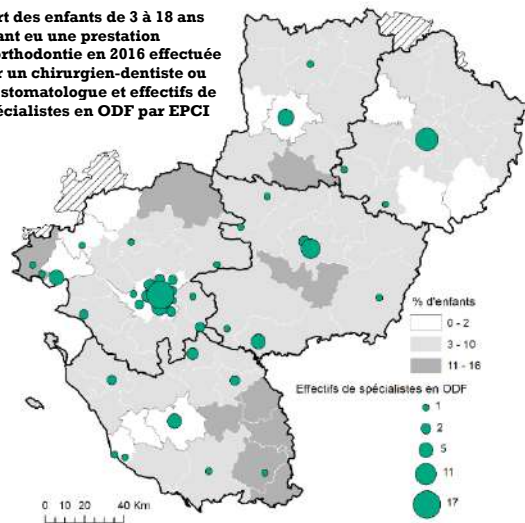 rt des enfants de 3 à 18 ans
ant eu une prestation
orthodontie en 2016 effectuée
r un chirurgien-dentiste ou
stomatologue et effectifs de
écialistes en ODF par EPCI
% d'enfants
0 - 2
3 - 10
11 - 16
Effectifs de spécialistes en ODF
1
2
5
11
17
0 10 20 40 Km